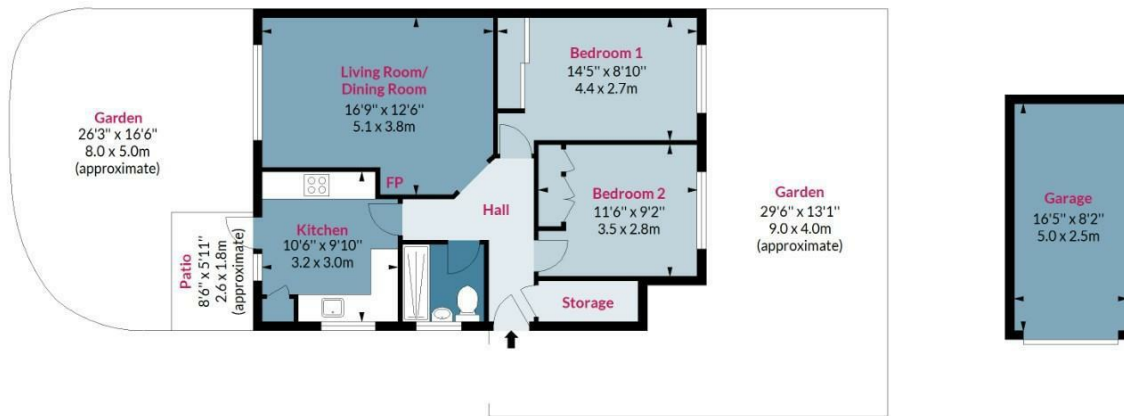 Living Room/
Dining Room
16'9" x 12'6"
5.1 x 3.8m
Bedroom 1
14'5" x 8'10"
4.4 x 2.7m
Garden
26'3" x 16'6"
8.0 x 5.0m
(approximate)
FP
Kitchen
10'6" x 9'10"
3.2 x 3.0m
Hall
Bedroom 2
11'6" x 9'2"
3.5 x 2.8m
Garden
29'6" x 13'1"
9.0 x 4.0m
(approximate)
Garage
16'5" x 8'2"
5.0 x 2.5m
Patio
8'6" x 5'11"
2.6 x 1.8m
(approximate)
Storage